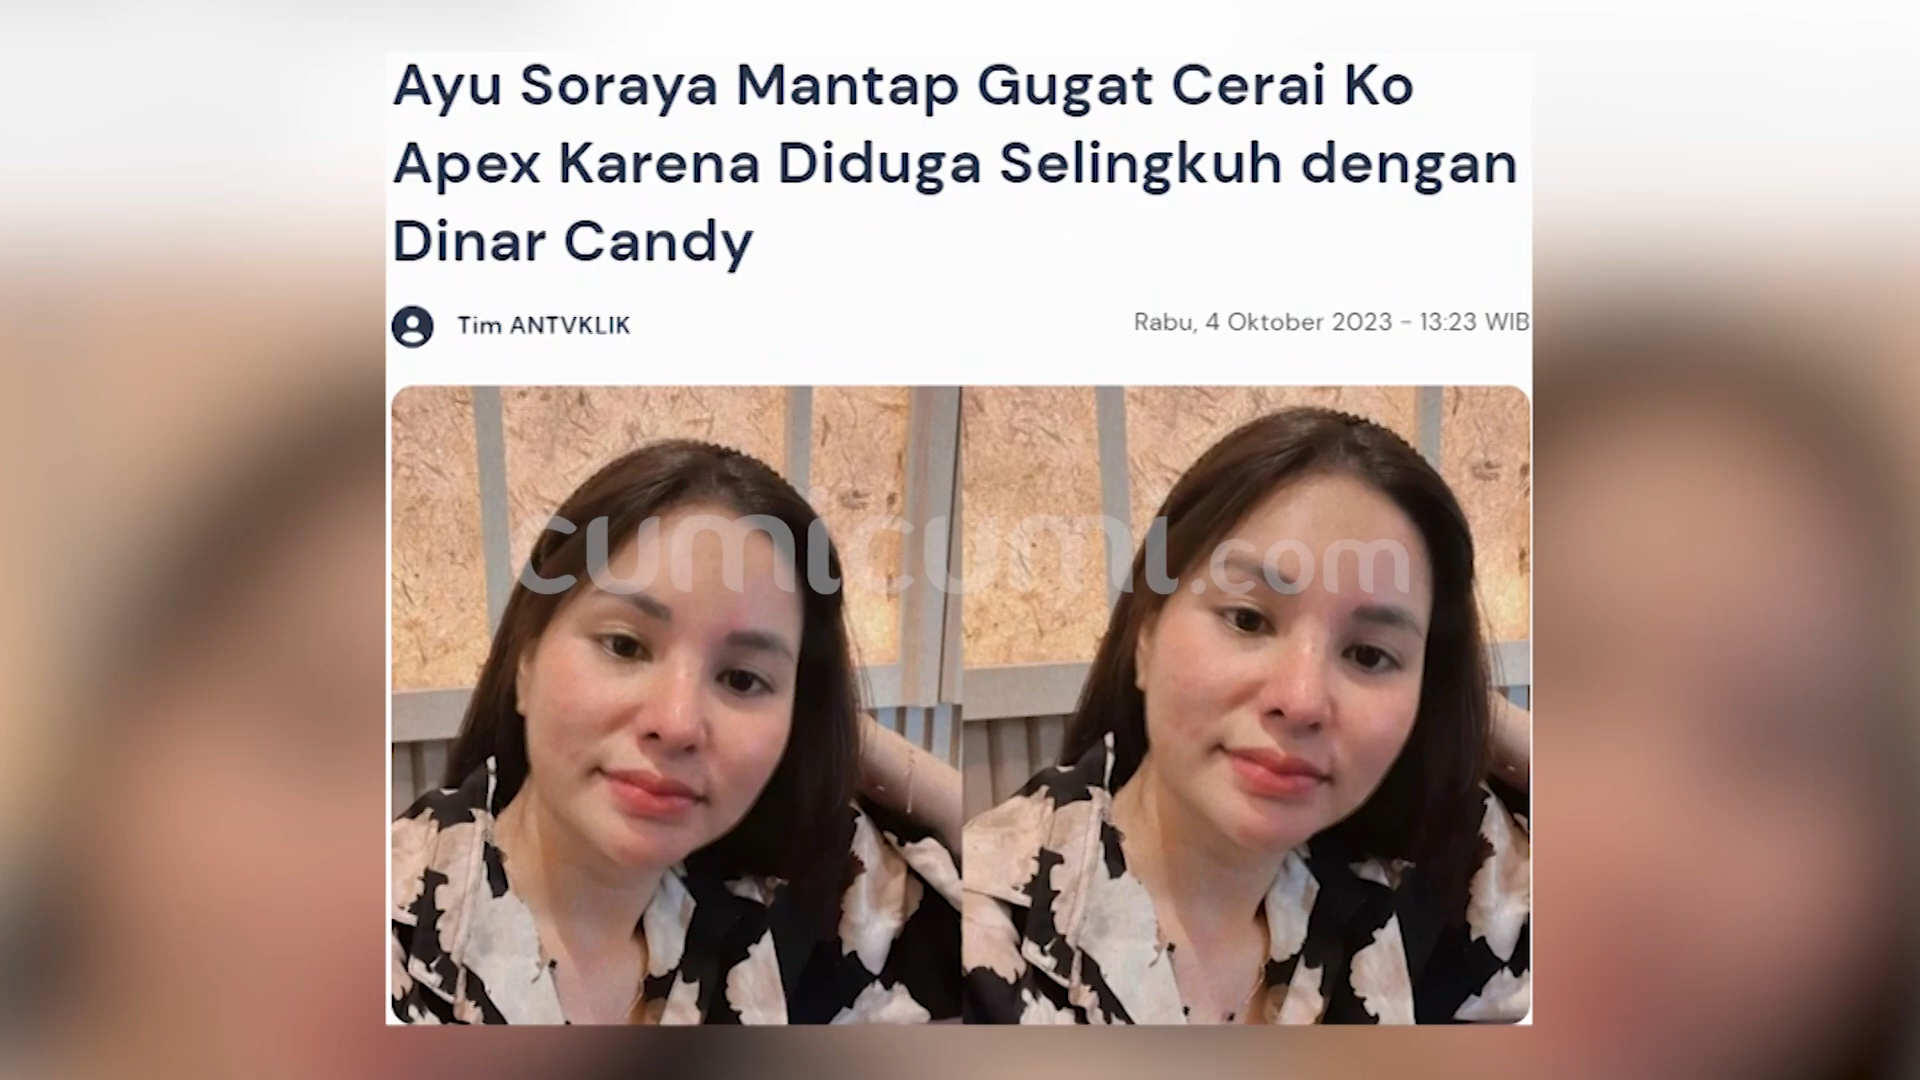 Ayu Soraya Mantap Gugat Cerai Ko
Apex Karena Diduga Selingkuh dengan
Dinar Candy
Tim ANTVKLIK
Rabu, 4 Oktober 2023 - 13:23 WIB
cumicumi.com